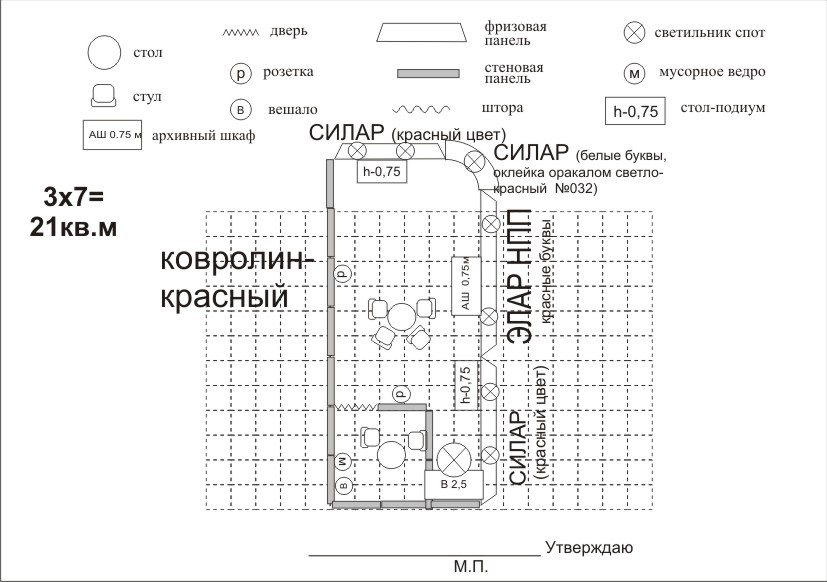 дверь
фризовая
панель
светильник спот
стол
р
розетка
стеновая
панель
м
мусорное ведро
стул
в
вешало
штора
h-0,75
стол-подиум
АШ 0.75 м
архивный шкаф
СИЛАР (красный цвет)
СИЛАР (белые буквы,
оклейка оракалом светло-
красный №032)
h-0,75
3х7=
21кв.м
ковролин-
красный
р
АШ 0,75м
ЭЛАР НПП
красные буквы
h-0,75
р
СИЛАР
(красный цвет)
м
в
В 2,5
Утверждаю
М.П.